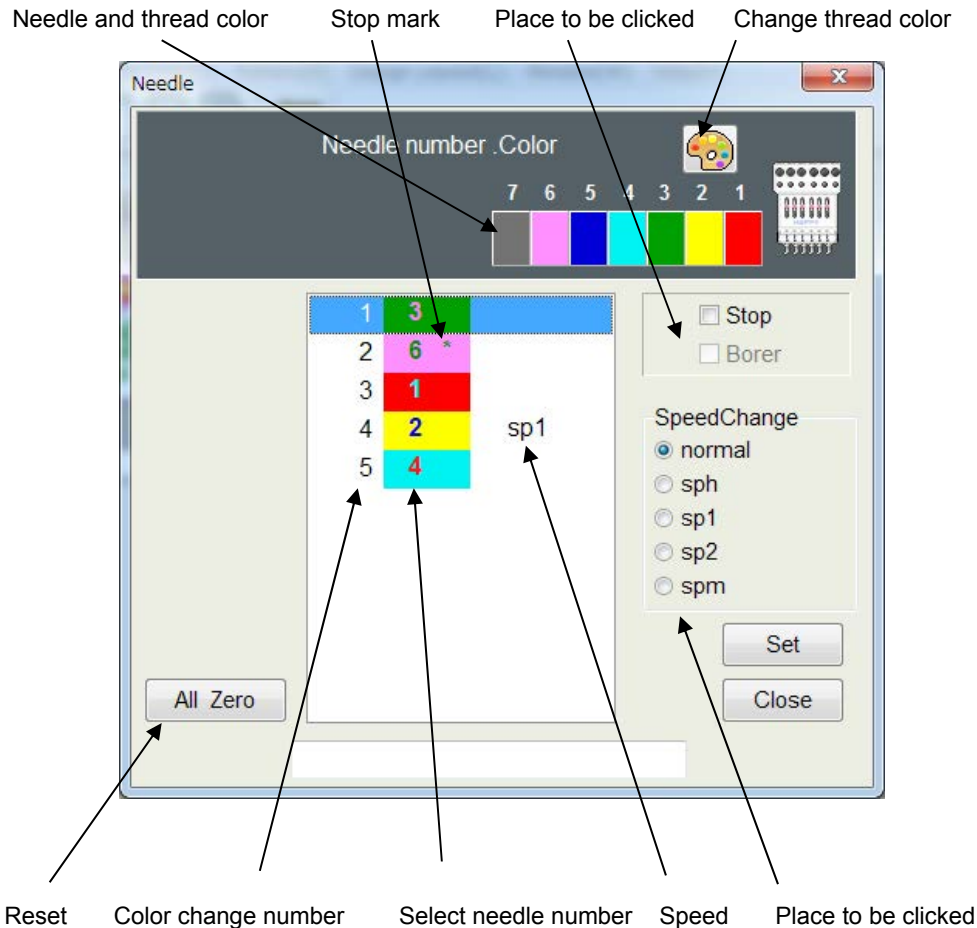 Needle and thread color Stop mark Place to be clicked Change thread color
Needle
Needle number .Color
7 6 5 4 3 2 1
1 3
2 6 *
3 1
4 2 sp1
5 4
Stop
Borer
SpeedChange
normal
sph
sp1
sp2
spm
Set
All Zero
Close
Reset Color change number Select needle number Speed Place to be clicked